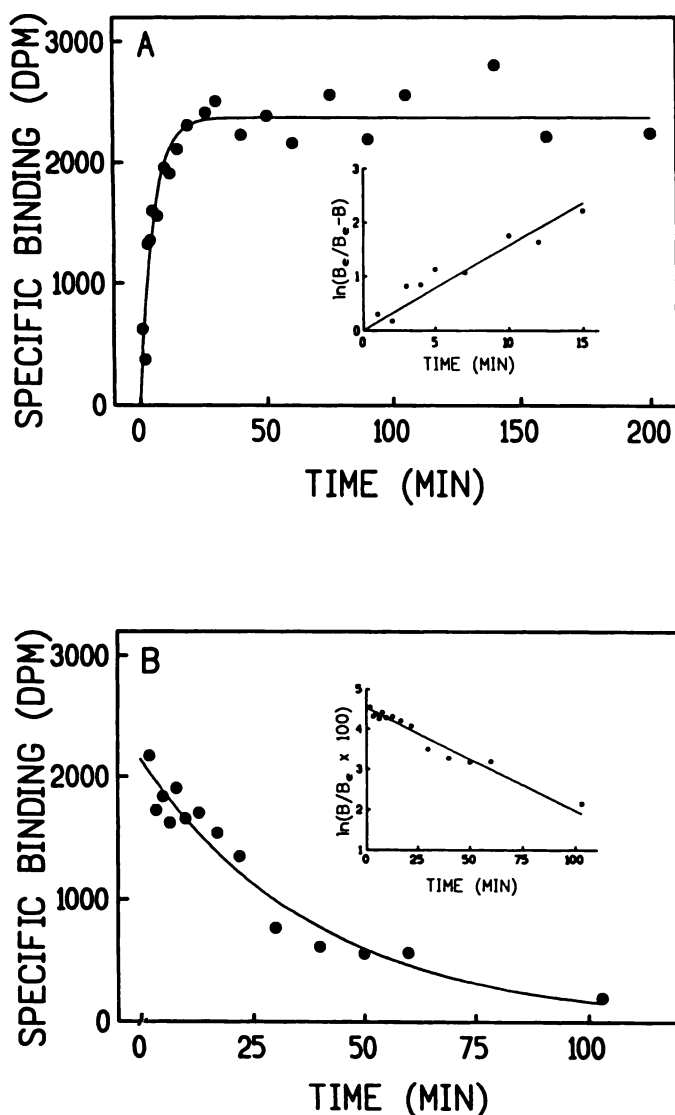 A
SPECIFIC BINDING (DPM)
3000
2000
1000
0
0 50 100 150 200
TIME (MIN)
ln(Be/Be-B)
3
2
1
0
0 5 10 15
TIME (MIN)
B
SPECIFIC BINDING (DPM)
3000
2000
1000
0
0 25 50 75 100
TIME (MIN)
ln(B/Be x 100)
5
4
3
2
1
0 25 50 75 100
TIME (MIN)